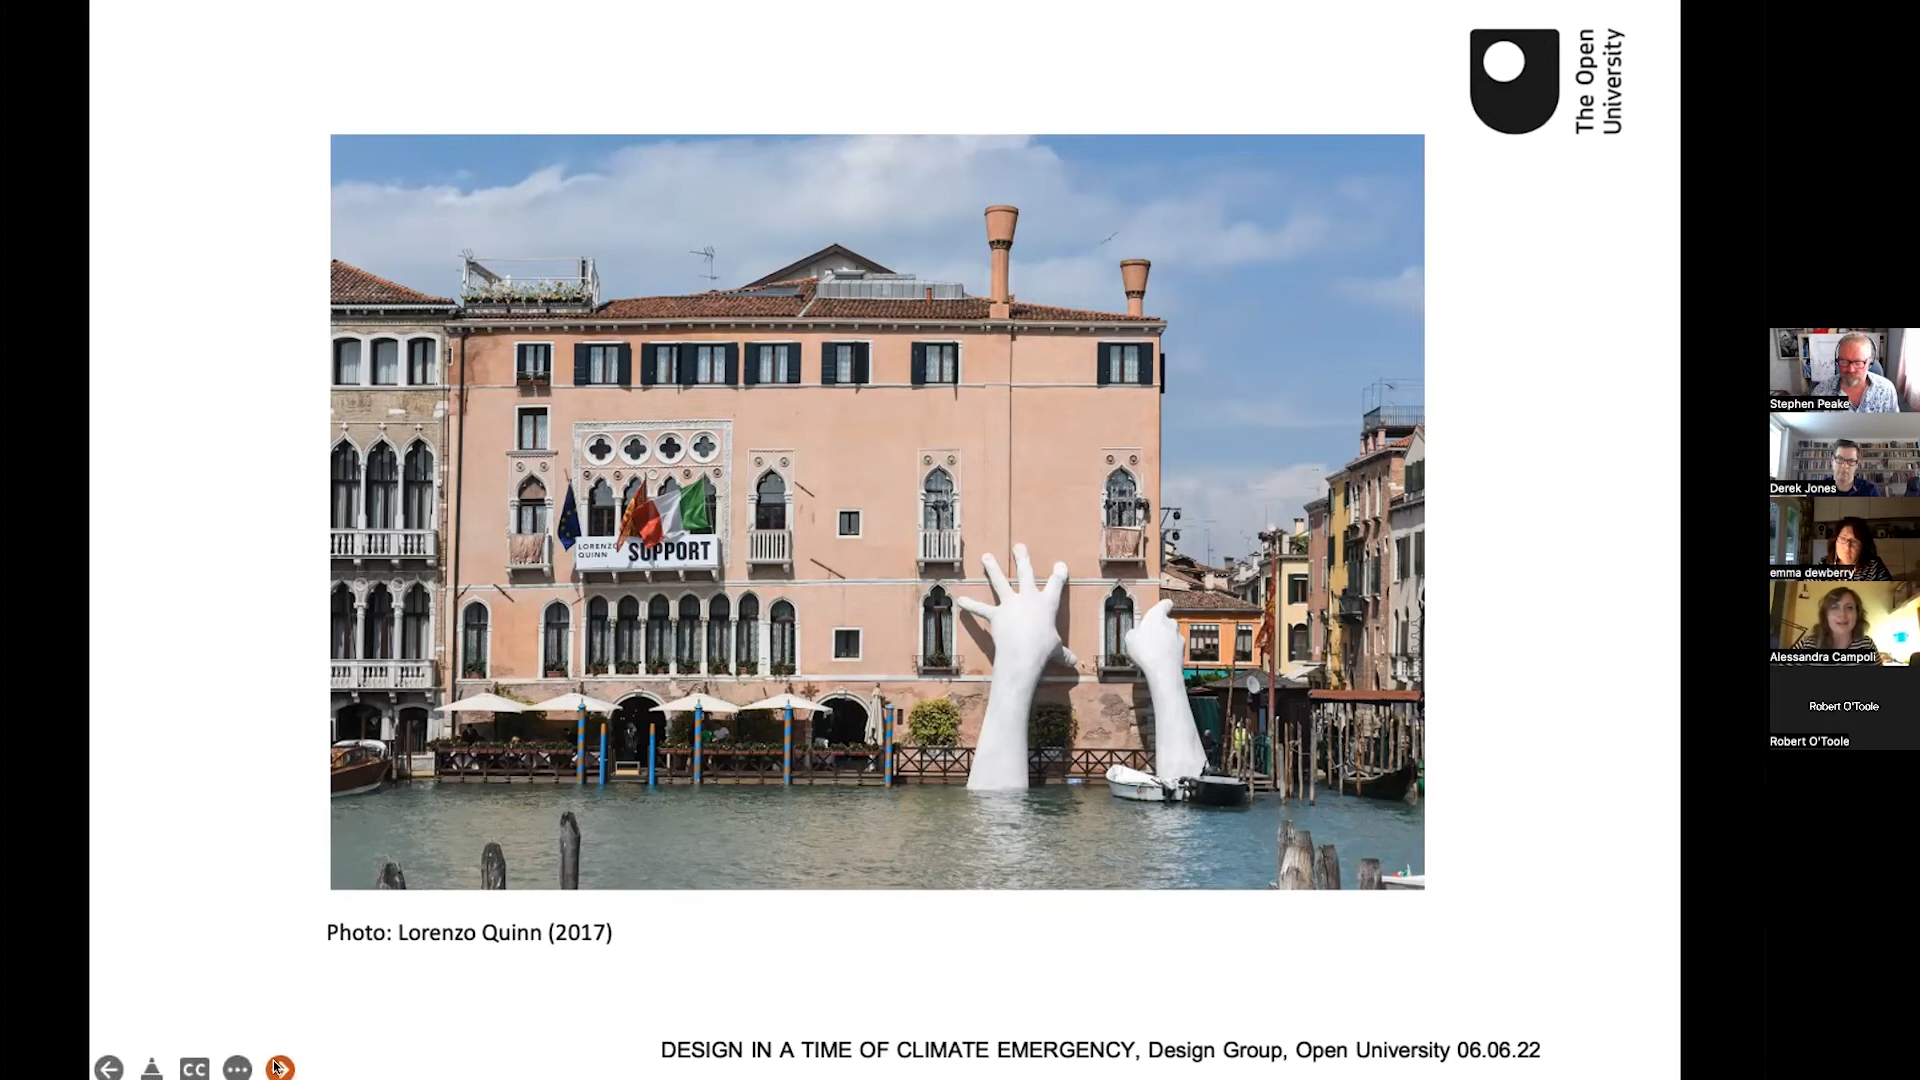 The Open
University
LORENZO
QUINN
SUPPORT
Photo: Lorenzo Quinn (2017)
DESIGN IN A TIME OF CLIMATE EMERGENCY, Design Group, Open University 06.06.22
CC
Stephen Peake
Derek Jones
emma dewberry
Alessandra Campoli
Robert O'Toole
Robert O'Toole